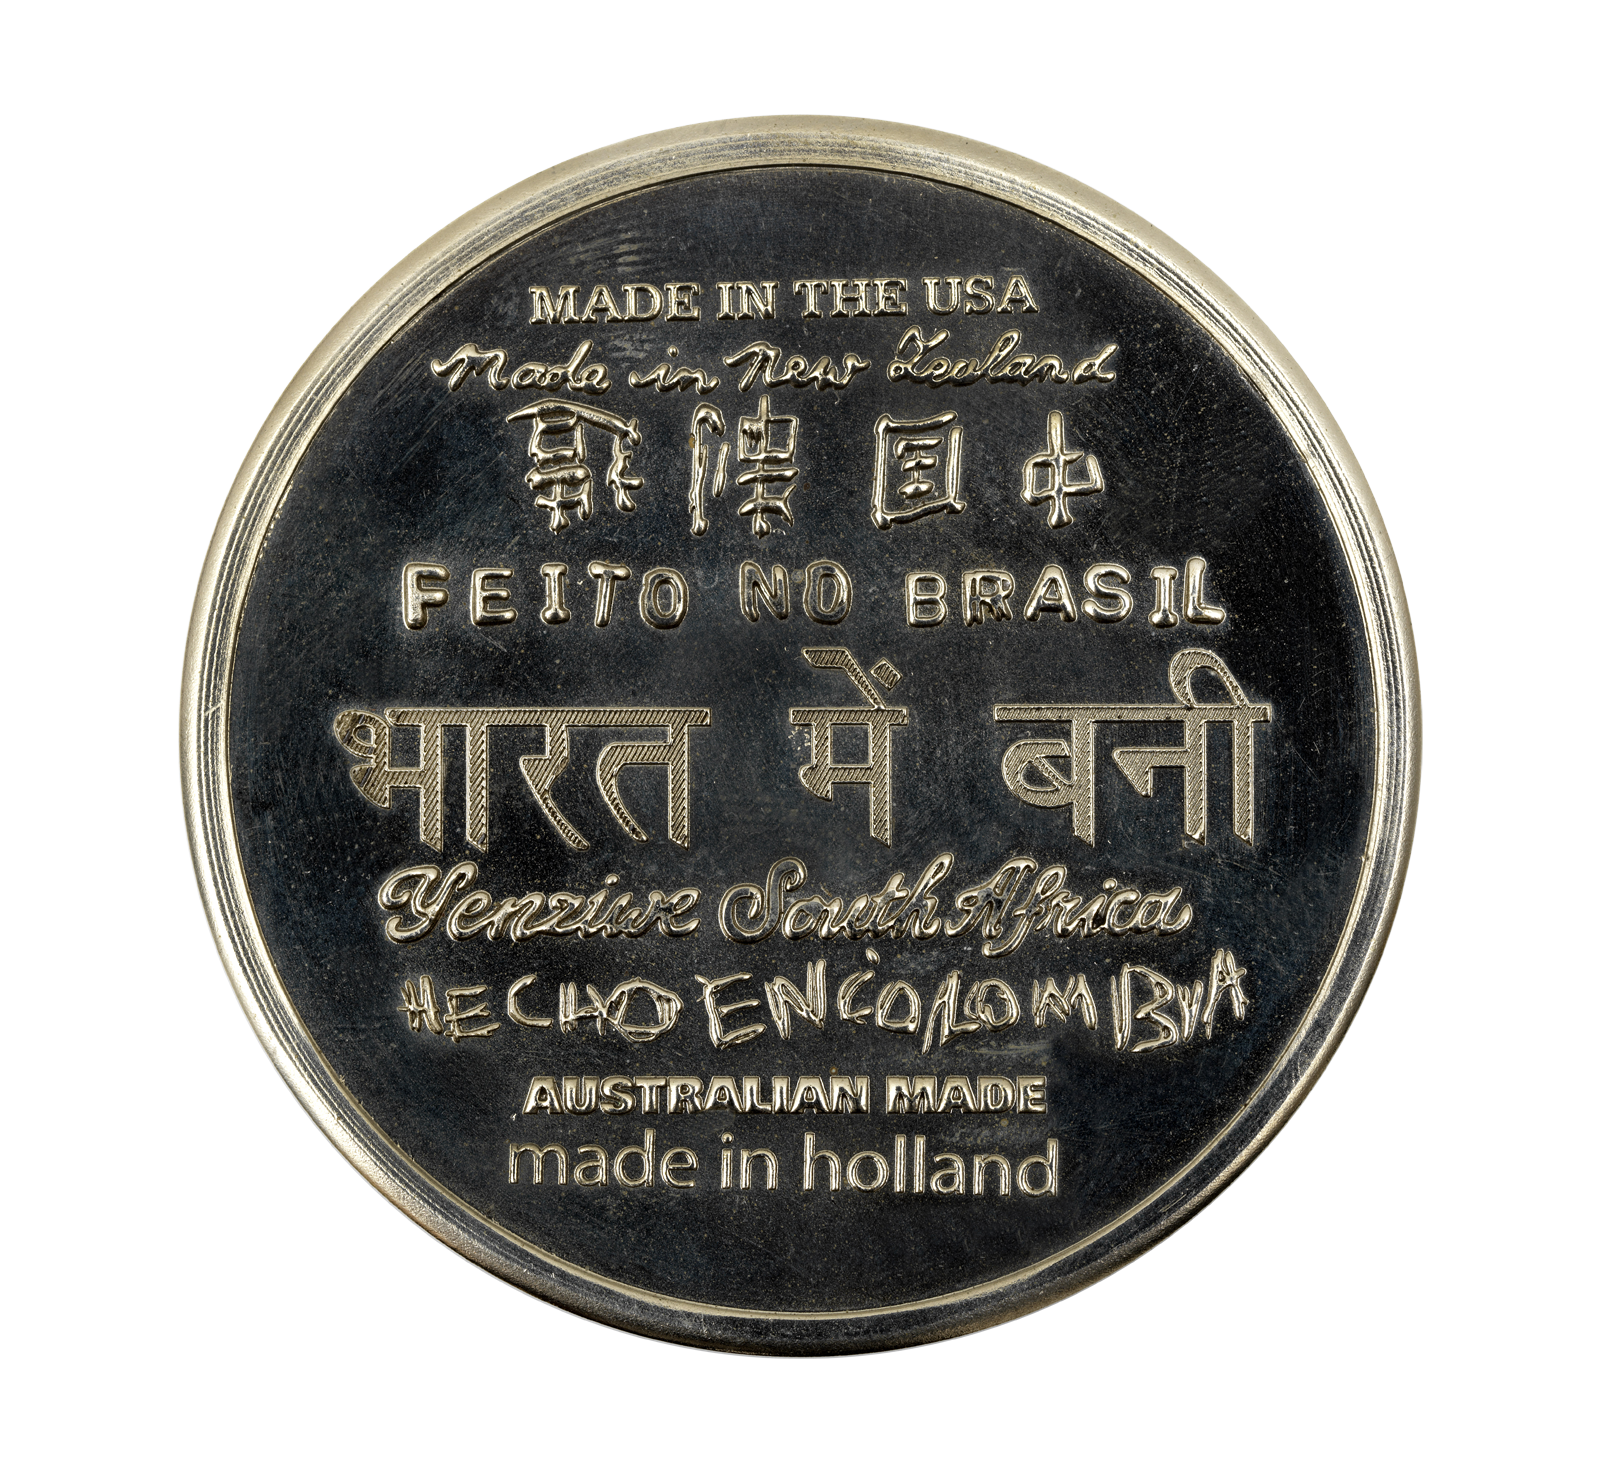 MADE IN THE USA
Made in New Zealand
中国
FEITO NO BRASIL
भारत में बनी
Yenziwe South Africa
HECHO EN COLOMBIA
AUSTRALIAN MADE
made in holland